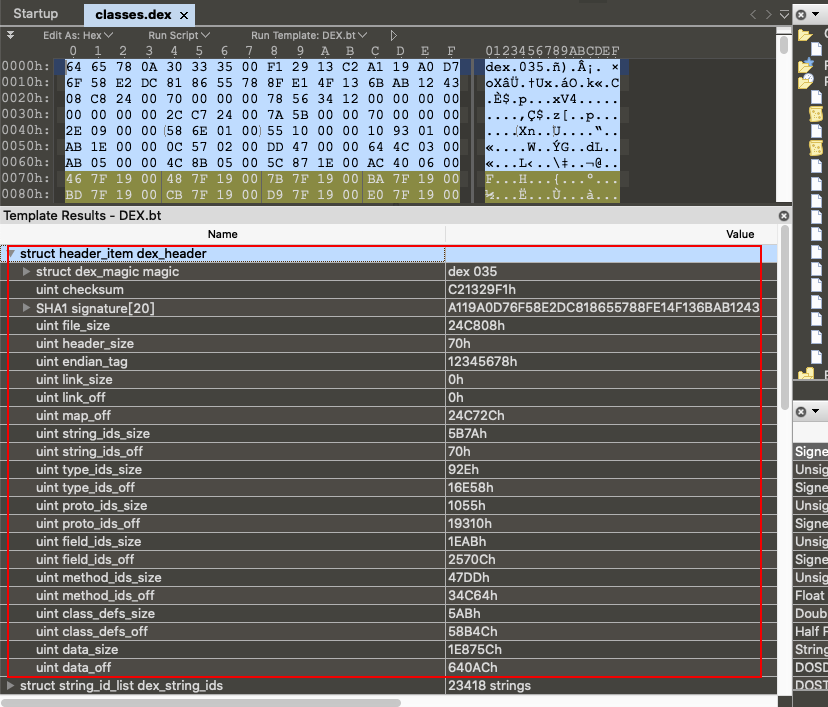 Startup classes.dex
Edit As: Hex Run Script Run Template: DEX.bt
0 1 2 3 4 5 6 7 8 9 A B C D E F 0123456789ABCDEF
0000h: 64 65 78 0A 30 33 35 00 F1 29 13 C2 A1 19 A0 D7 dex.035.ñ).Â¡. ×
0010h: 6F 58 E2 DC 81 86 55 78 8F E1 4F 13 6B AB 12 43 oXâÜ.†Ux.áO.k«.C
0020h: 08 C8 24 00 70 00 00 00 78 56 34 12 00 00 00 00 .È$.p...xV4.....
0030h: 00 00 00 00 2C C7 24 00 7A 5B 00 00 70 00 00 00 ....,Ç$.z[..p...
0040h: 2E 09 00 00 58 6E 01 00 55 10 00 00 10 93 01 00 ....Xn..U....“..
0050h: AB 1E 00 00 0C 57 02 00 DD 47 00 00 64 4C 03 00 «....W..ÝG..dL..
0060h: AB 05 00 00 4C 8B 05 00 5C 87 1E 00 AC 40 06 00 «...L‹..\‡..¬@..
0070h: 46 7F 19 00 48 7F 19 00 7B 7F 19 00 BA 7F 19 00 F...H...{...º...
0080h: BD 7F 19 00 CB 7F 19 00 D9 7F 19 00 E0 7F 19 00 ½...Ë...Ù...à...
Template Results - DEX.bt
Name Value
struct header_item dex_header
struct dex_magic magic dex 035
uint checksum C21329F1h
SHA1 signature[20] A119A0D76F58E2DC818655788FE14F136BAB1243
uint file_size 24C808h
uint header_size 70h
uint endian_tag 12345678h
uint link_size 0h
uint link_off 0h
uint map_off 24C72Ch
uint string_ids_size 5B7Ah
uint string_ids_off 70h
uint type_ids_size 92Eh
uint type_ids_off 16E58h
uint proto_ids_size 1055h
uint proto_ids_off 19310h
uint field_ids_size 1EABh
uint field_ids_off 2570Ch
uint method_ids_size 47DDh
uint method_ids_off 34C64h
uint class_defs_size 5ABh
uint class_defs_off 58B4Ch
uint data_size 1E875Ch
uint data_off 640ACh
struct string_id_list dex_string_ids 23418 strings
Signe
Unsig
Signe
Unsig
Signe
Unsig
Signe
Unsig
Float
Doub
Half F
String
DOSD
DOST